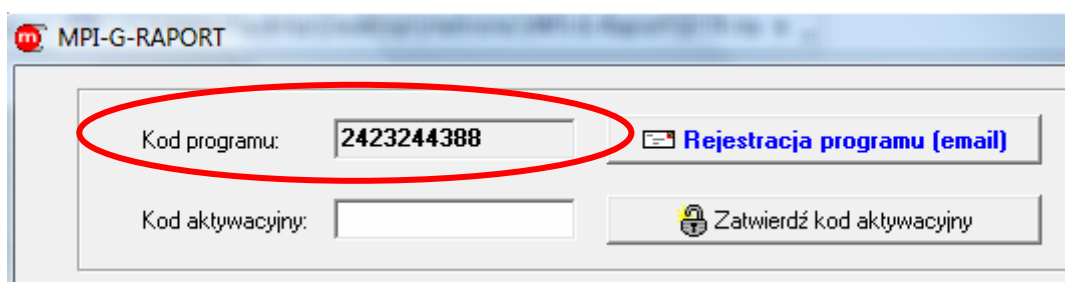 MPI-G-RAPORT
Kod programu: 2423244388 Rejestracja programu (email)
Kod aktywacyjny: Zatwierdź kod aktywacyjny